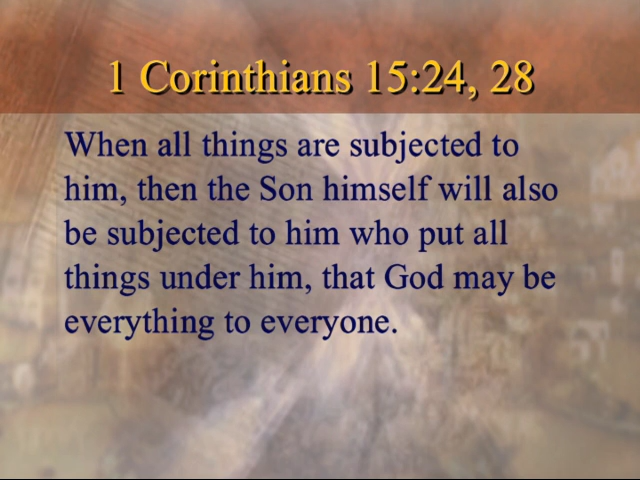 1 Corinthians 15:24, 28
When all things are subjected to
him, then the Son himself will also
be subjected to him who put all
things under him, that God may be
everything to everyone.